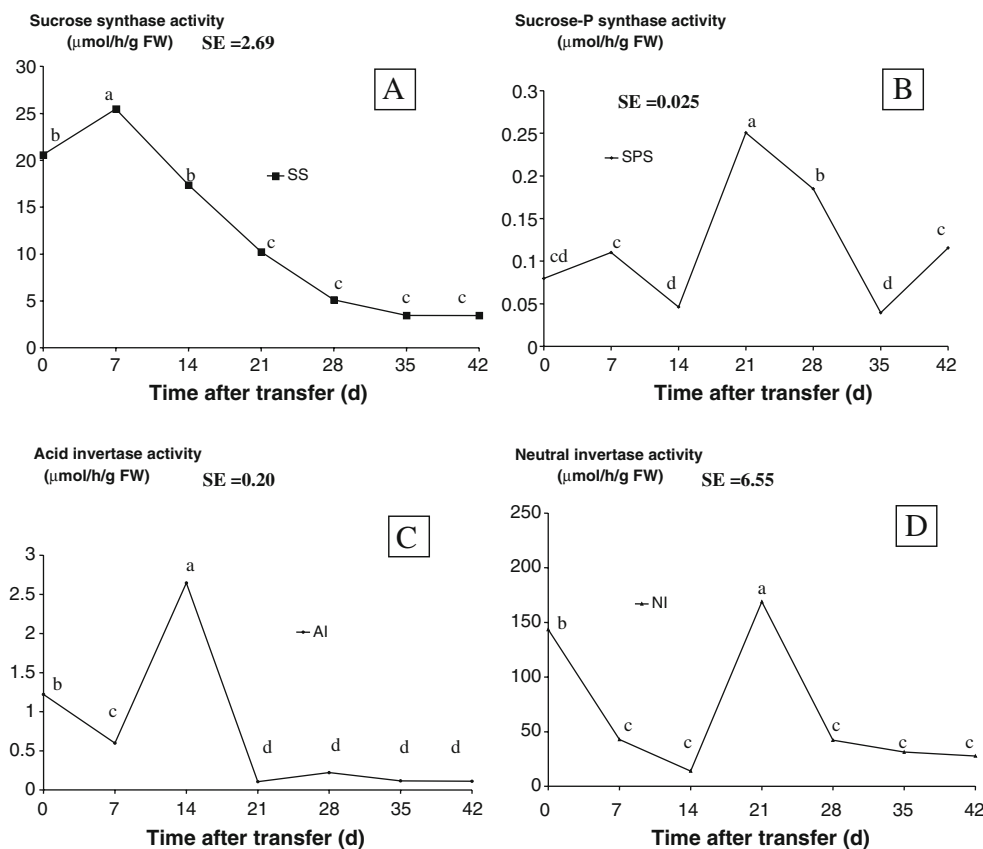 Sucrose synthase activity
(µmol/h/g FW) SE =2.69
A
30
25
20
15
10
5
0
b
a
b
c
c
c
c
SS
0 7 14 21 28 35 42
Time after transfer (d)
Sucrose-P synthase activity
(µmol/h/g FW)
SE =0.025
B
0.3
0.25
0.2
0.15
0.1
0.05
0
cd
c
d
a
b
d
c
SPS
0 7 14 21 28 35 42
Time after transfer (d)
Acid invertase activity
(µmol/h/g FW) SE =0.20
C
3
2.5
2
1.5
1
0.5
0
b
c
a
d
d
d
d
AI
0 7 14 21 28 35 42
Time after transfer (d)
Neutral invertase activity
(µmol/h/g FW) SE =6.55
D
250
200
150
100
50
0
b
c
c
a
c
c
c
NI
0 7 14 21 28 35 42
Time after transfer (d)